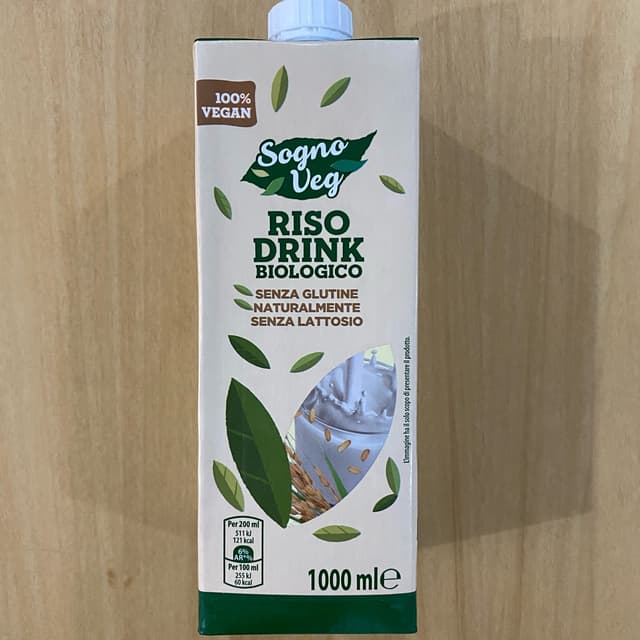 100%
VEGAN
Sogno
Veg
RISO
DRINK
BIOLOGICO
SENZA GLUTINE
NATURALMENTE
SENZA LATTOSIO
L'immagine ha il solo scopo di presentare il prodotto.
Per 200 ml
511 kJ
121 kcal
6%
AR*%
Per 100 ml
255 kJ
60 kcal
1000 ml e